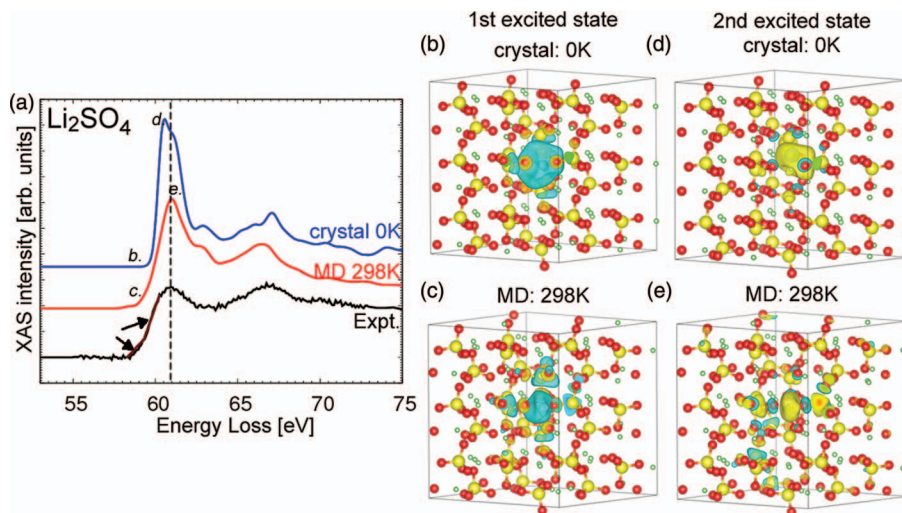 1st excited state
2nd excited state
(b)
crystal: 0K
(d)
crystal: 0K
(a)
Li₂SO₄
d.
e.
b.
crystal 0K
c.
MD 298K
Expt.
XAS intensity [arb. units]
55 60 65 70 75
Energy Loss [eV]
(c)
MD: 298K
(e)
MD: 298K